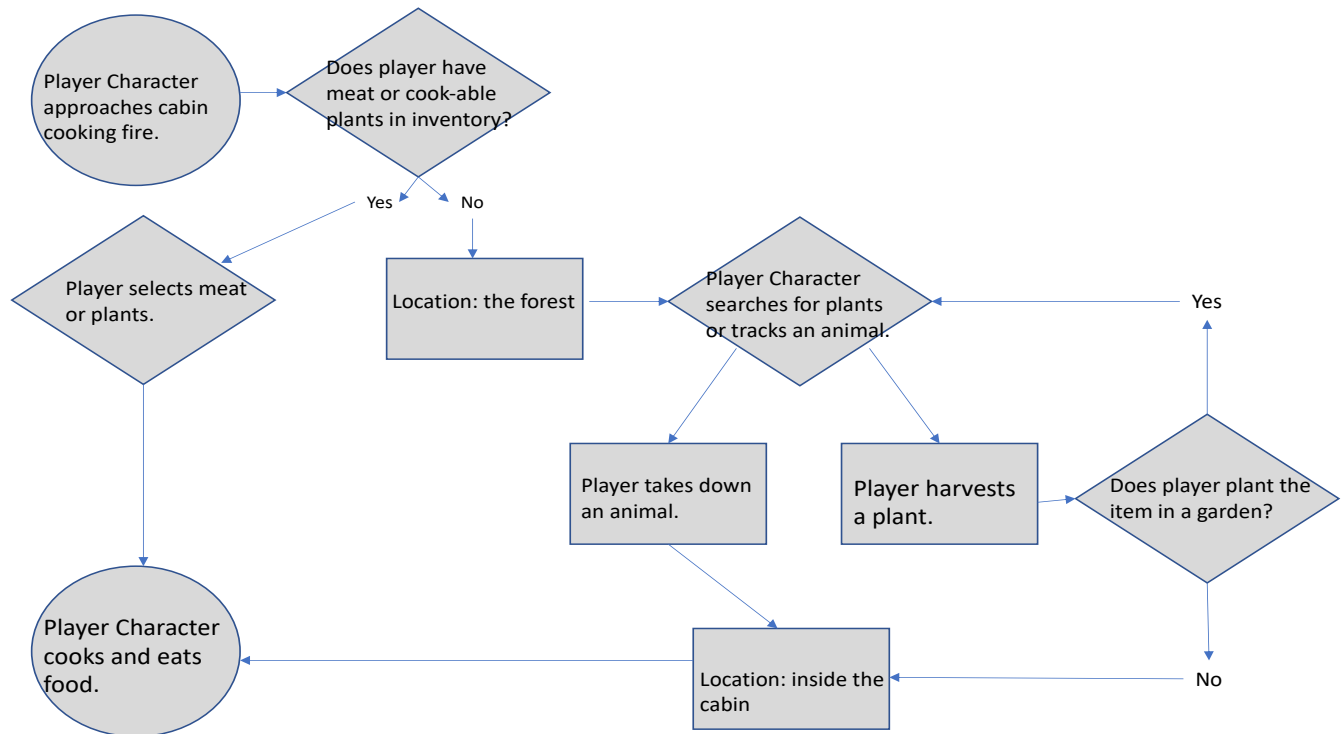 Player Character
approaches cabin
cooking fire.
Does player have
meat or cook-able
plants in inventory?
Yes
No
Player selects meat
or plants.
Location: the forest
Player Character
searches for plants
or tracks an animal.
Yes
Player takes down
an animal.
Player harvests
a plant.
Does player plant the
item in a garden?
Player Character
cooks and eats
food.
Location: inside the
cabin
No